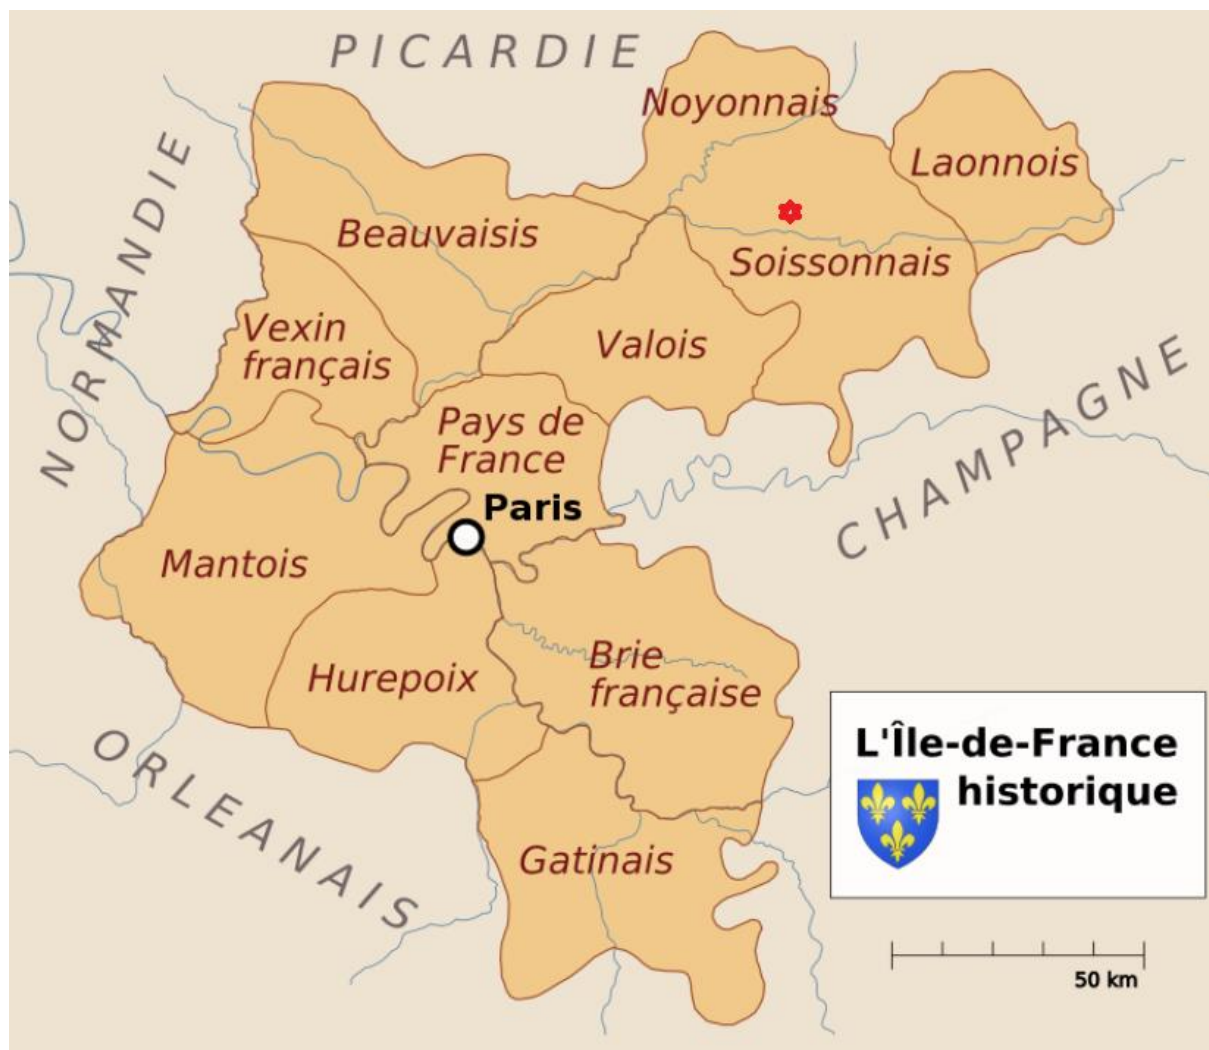 PICARDIE
Noyonnais
Laonnois
NORMANDIE
Beauvaisis
Soissonnais
Vexin
français
Valois
CHAMPAGNE
Pays de
France
Paris
Mantois
Brie
française
Hurepoix
ORLEANAIS
Gatinais
L'Île-de-France
historique
50 km